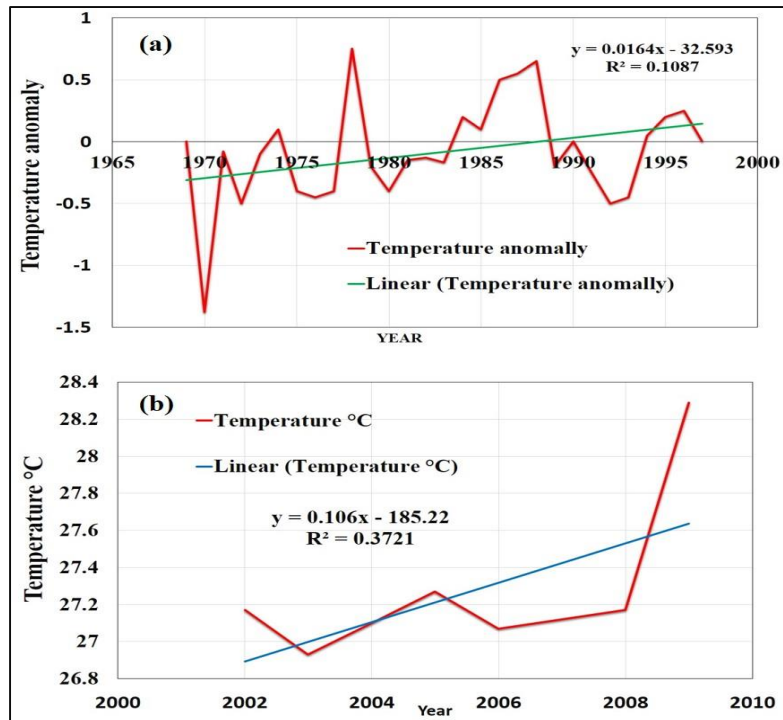 1
(a)
y = 0.0164x - 32.593
R² = 0.1087
0.5
0
1965 1970 1975 1980 1985 1990 1995 2000
-0.5
-1
-1.5
Temperature anomaly
Temperature anomally
Linear (Temperature anomally)
YEAR
28.4
(b)
Temperature °C
28.2
28
Linear (Temperature °C)
27.8
y = 0.106x - 185.22
R² = 0.3721
27.6
27.4
27.2
27
26.8
Temperature °C
2000 2002 2004 2006 2008 2010
Year